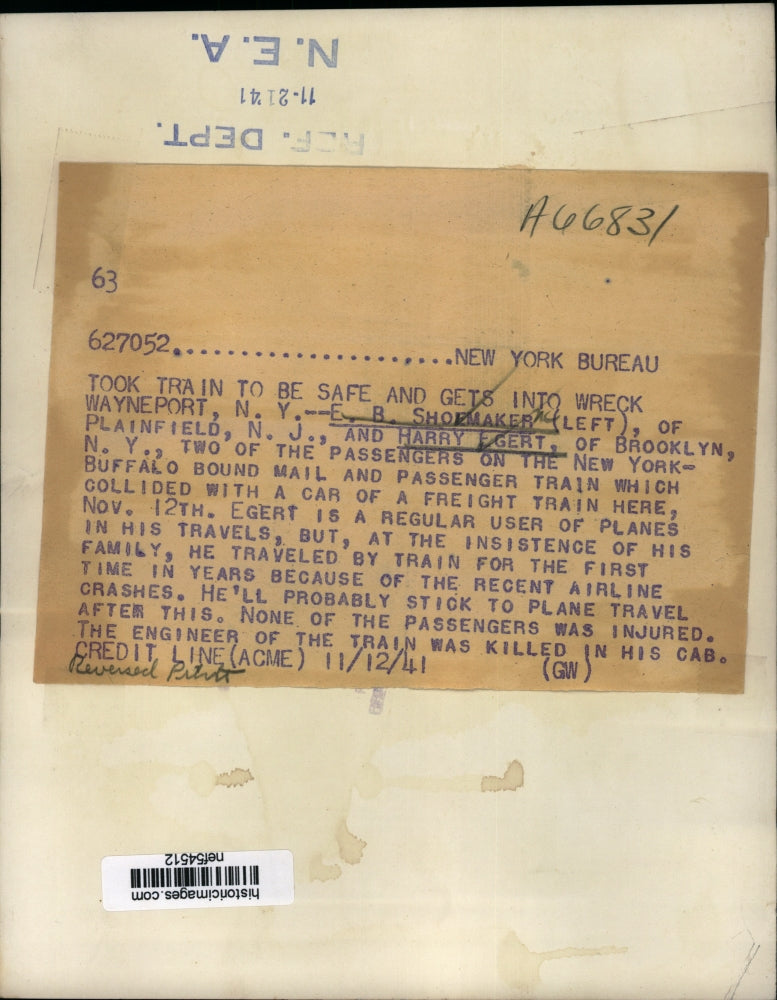 N.E.A.
11-21'41
REF. DEPT.
A66831
63
627052.....................NEW YORK BUREAU
TOOK TRAIN TO BE SAFE AND GETS INTO WRECK
WAYNEPORT, N. Y.--E. B. SHOEMAKER (LEFT), OF
PLAINFIELD, N. J., AND HARRY EGERT, OF BROOKLYN,
N. Y., TWO OF THE PASSENGERS ON THE NEW YORK-
BUFFALO BOUND MAIL AND PASSENGER TRAIN WHICH
COLLIDED WITH A CAR OF A FREIGHT TRAIN HERE,
NOV. 12TH. EGERT IS A REGULAR USER OF PLANES
IN HIS TRAVELS, BUT, AT THE INSISTENCE OF HIS
FAMILY, HE TRAVELED BY TRAIN FOR THE FIRST
TIME IN YEARS BECAUSE OF THE RECENT AIRLINE
CRASHES. HE'LL PROBABLY STICK TO PLANE TRAVEL
AFTER THIS. NONE OF THE PASSENGERS WAS INJURED.
THE ENGINEER OF THE TRAIN WAS KILLED IN HIS CAB.
CREDIT LINE(ACME) 11/12/41 (GW)
Reversed
historicimages.com
nef54512